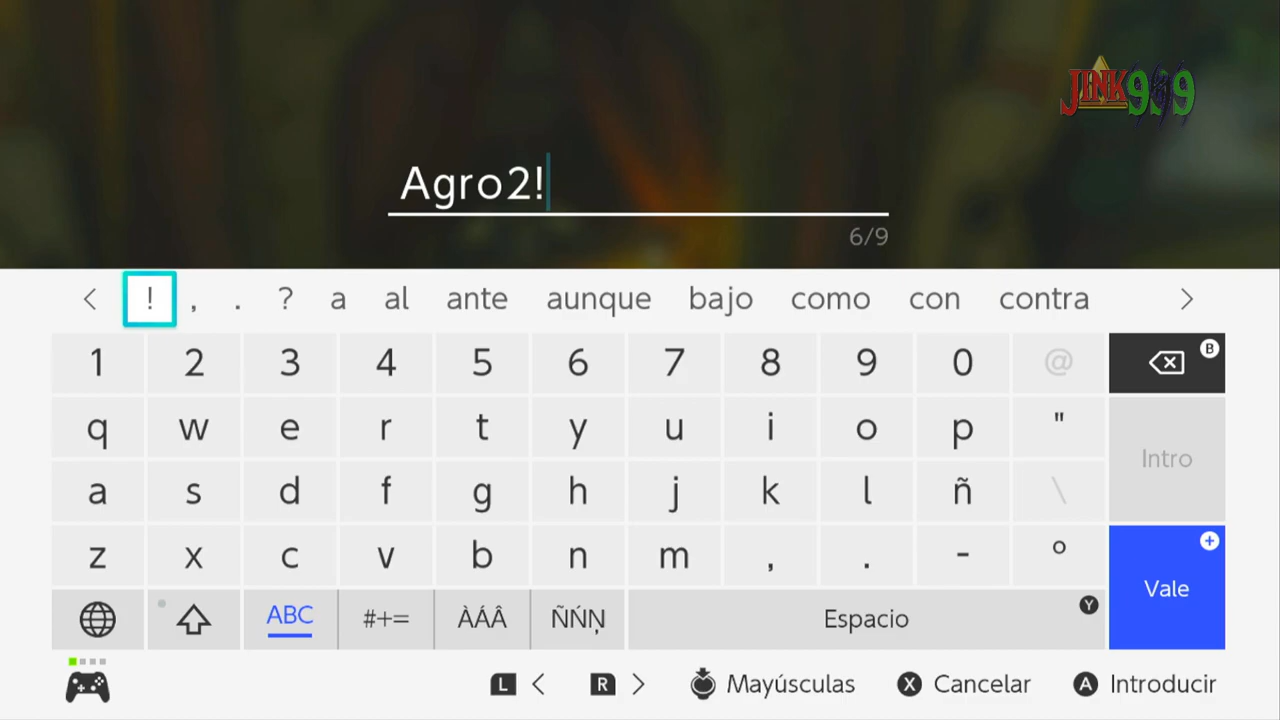 JINK999
Agro2!
6/9
! , . ? a al ante aunque bajo como con contra
1 2 3 4 5 6 7 8 9 0 @ B
q w e r t y u i o p "
Intro
a s d f g h j k l ñ \
z x c v b n m , . - º +
Vale
ABC #+= ÀÁÂ ÑŃŅ Espacio Y
L < R > Mayúsculas X Cancelar A Introducir